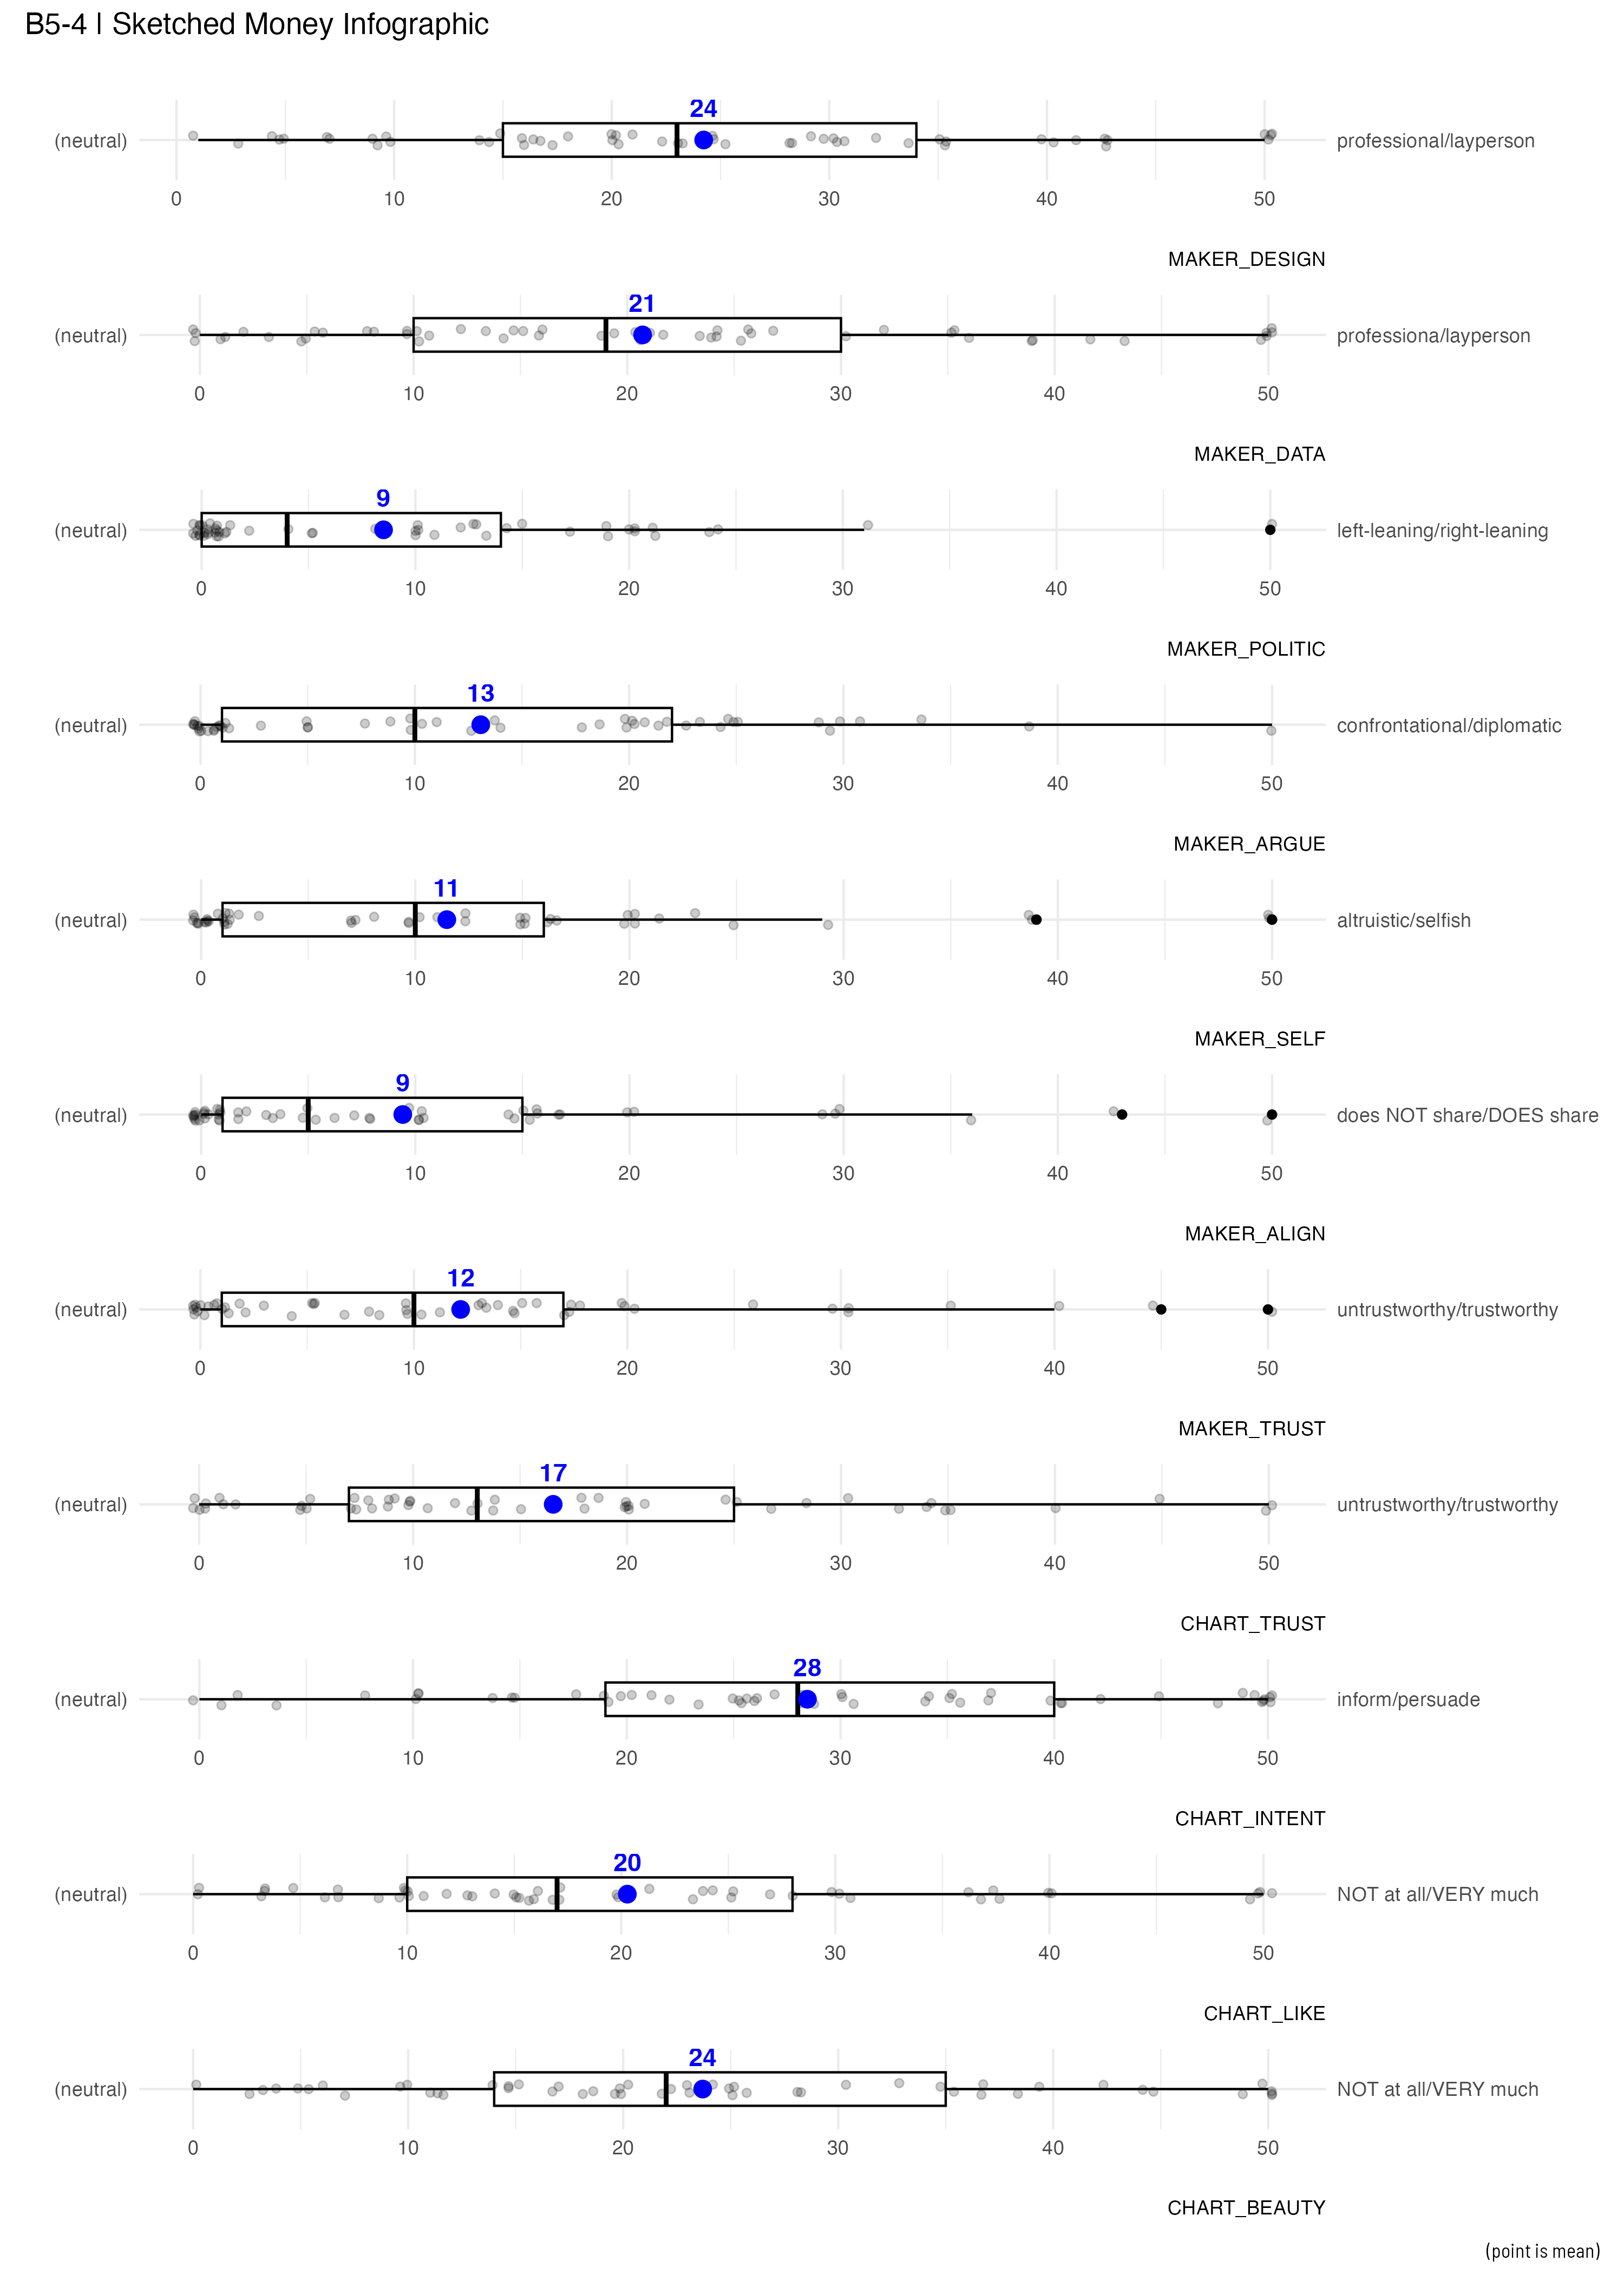 B5-4 | Sketched Money Infographic
24
(neutral) professional/layperson
0 10 20 30 40 50
MAKER_DESIGN
21
(neutral) professiona/layperson
0 10 20 30 40 50
MAKER_DATA
9
(neutral) left-leaning/right-leaning
0 10 20 30 40 50
MAKER_POLITIC
13
(neutral) confrontational/diplomatic
0 10 20 30 40 50
MAKER_ARGUE
11
(neutral) altruistic/selfish
0 10 20 30 40 50
MAKER_SELF
9
(neutral) does NOT share/DOES share
0 10 20 30 40 50
MAKER_ALIGN
12
(neutral) untrustworthy/trustworthy
0 10 20 30 40 50
MAKER_TRUST
17
(neutral) untrustworthy/trustworthy
0 10 20 30 40 50
CHART_TRUST
28
(neutral) inform/persuade
0 10 20 30 40 50
CHART_INTENT
20
(neutral) NOT at all/VERY much
0 10 20 30 40 50
CHART_LIKE
24
(neutral) NOT at all/VERY much
0 10 20 30 40 50
CHART_BEAUTY
(point is mean)